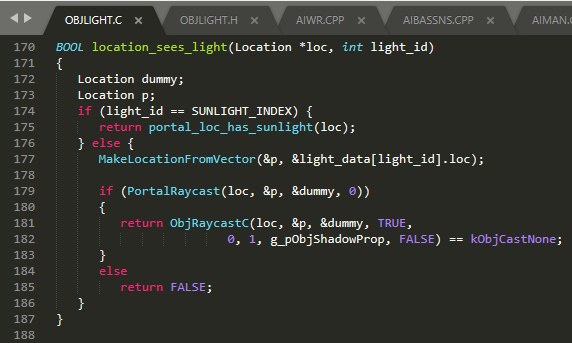 OBJLIGHT.C × OBJLIGHT.H × AIWR.CPP × AIBASSNS.CPP × AIMAN.C
170 BOOL location_sees_light(Location *loc, int light_id)
171 {
172 Location dummy;
173 Location p;
174 if (light_id == SUNLIGHT_INDEX) {
175 return portal_loc_has_sunlight(loc);
176 } else {
177 MakeLocationFromVector(&p, &light_data[light_id].loc);
178
179 if (PortalRaycast(loc, &p, &dummy, 0))
180 {
181 return ObjRaycastC(loc, &p, &dummy, TRUE,
182 0, 1, g_pObjShadowProp, FALSE) == kObjCastNone;
183 }
184 else
185 return FALSE;
186 }
187 }
188